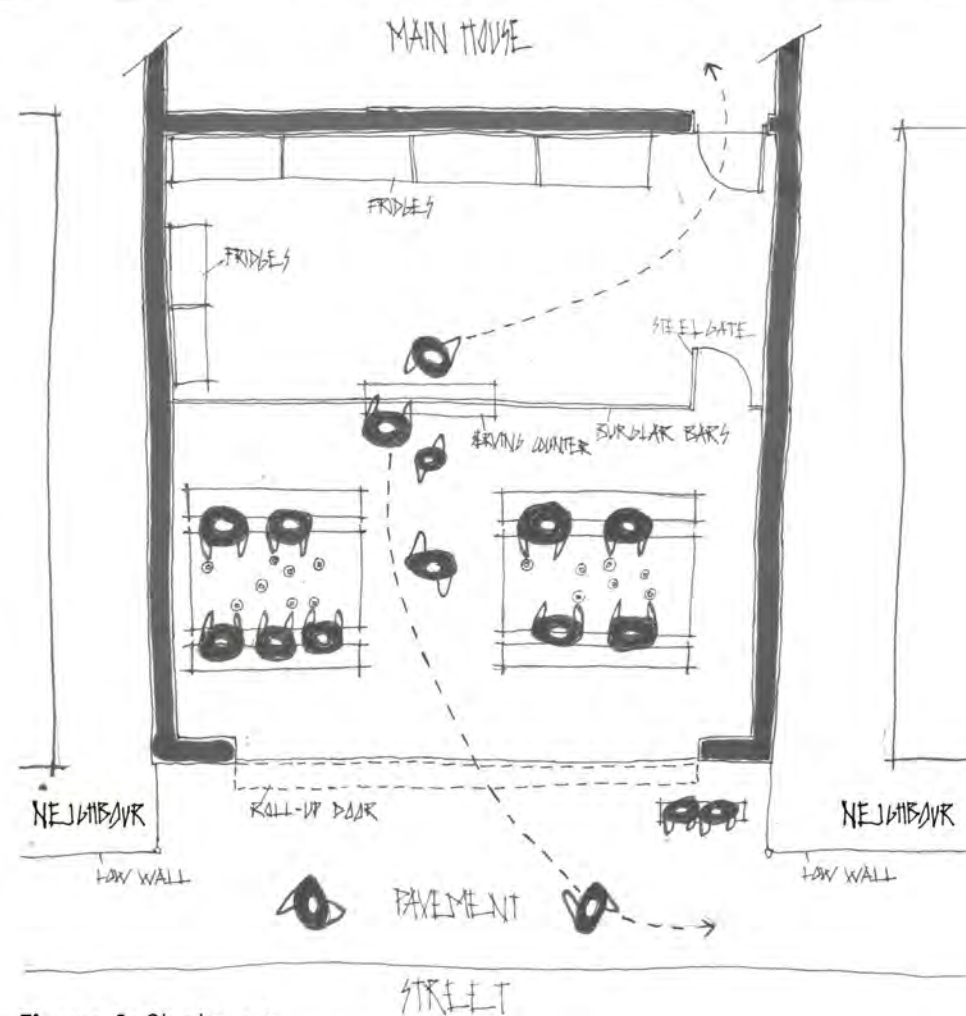 MAIN HOUSE
FRIDGES
FRIDGES
STEEL GATE
SERVING COUNTER
BURGLAR BARS
NEIGHBOUR
ROLL-UP DOOR
NEIGHBOUR
LOW WALL
PAVEMENT
LOW WALL
STREET